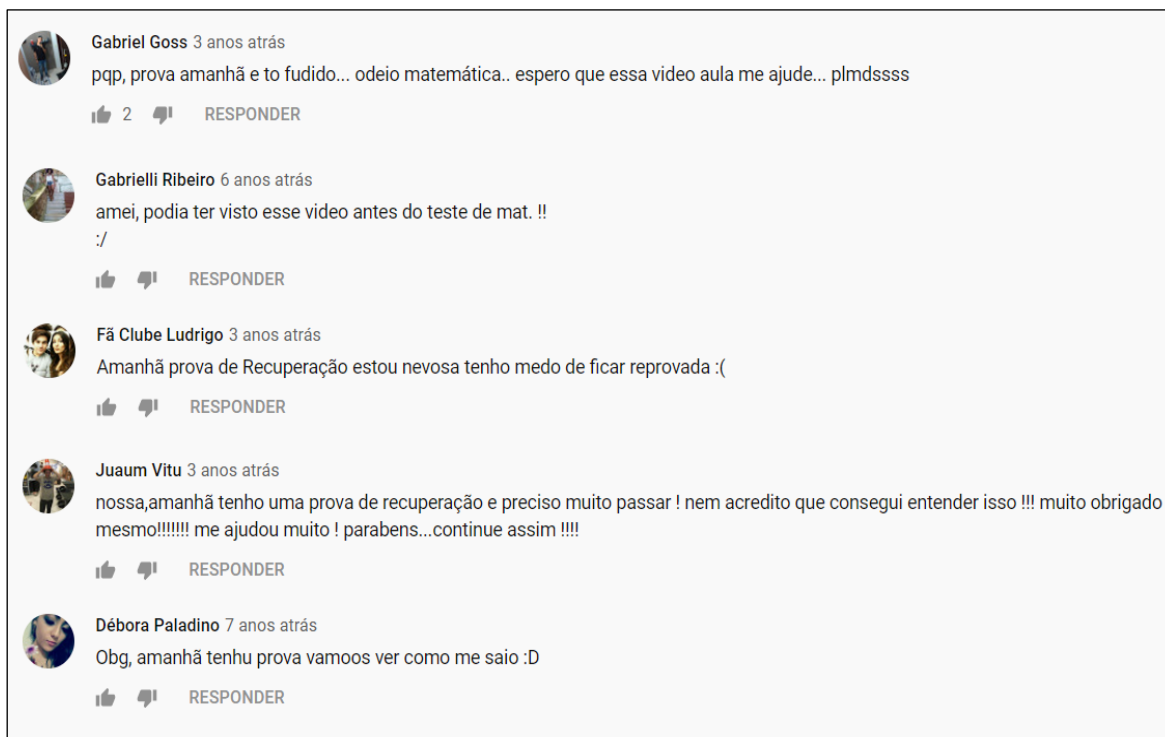 Gabriel Goss 3 anos atrás
pqp, prova amanhã e to fudido... odeio matemática.. espero que essa video aula me ajude... plmdssss
2 RESPONDER
Gabrielli Ribeiro 6 anos atrás
amei, podia ter visto esse video antes do teste de mat. !!
:/
RESPONDER
Fã Clube Ludrigo 3 anos atrás
Amanhã prova de Recuperação estou nevosa tenho medo de ficar reprovada :(
RESPONDER
Juaum Vitu 3 anos atrás
nossa,amanhã tenho uma prova de recuperação e preciso muito passar ! nem acredito que consegui entender isso !!! muito obrigado
mesmo!!!!!!! me ajudou muito ! parabens...continue assim !!!!
RESPONDER
Débora Paladino 7 anos atrás
Obg, amanhã tenhu prova vamoos ver como me saio :D
RESPONDER